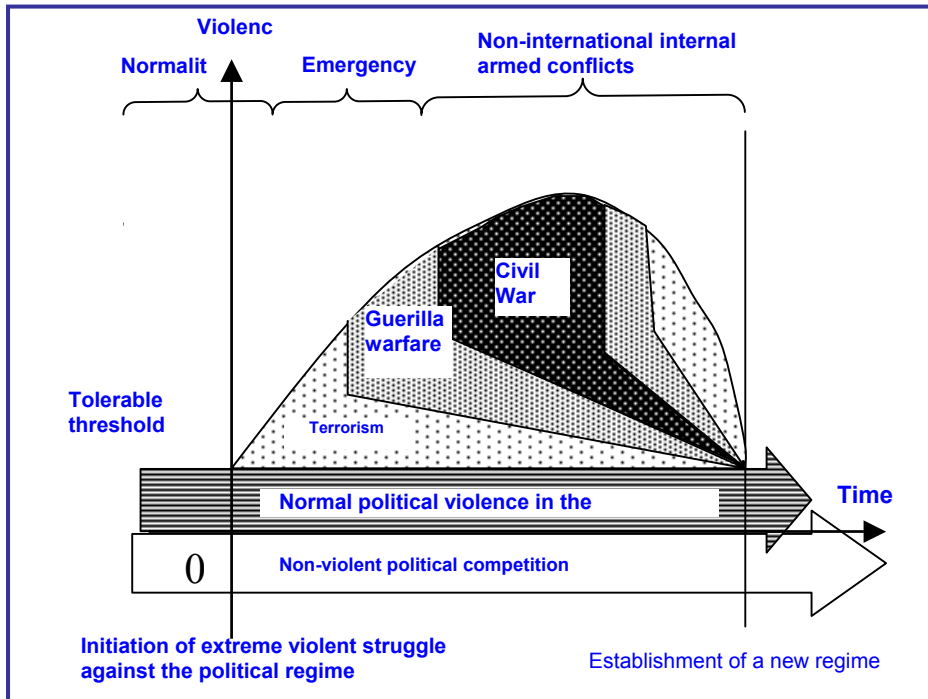 Violenc
Normalit
Emergency
Non-international internal
armed conflicts
Civil
War
Guerilla
warfare
Tolerable
threshold
Terrorism
Normal political violence in the
Time
0
Non-violent political competition
Initiation of extreme violent struggle
against the political regime
Establishment of a new regime